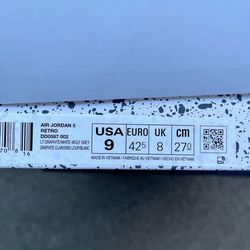 AIR JORDAN 5
RETRO
DD0587 002
LT GRAPHITE/WHITE-WOLF GREY
GRAPHITE CLAIR/GRIS LOUP/BLANC
USA EURO UK cm
9 42.5 8 27.0
MADE IN VIETNAM / FABRIQUE AU VIETNAM / HECHO EN VIETNAM